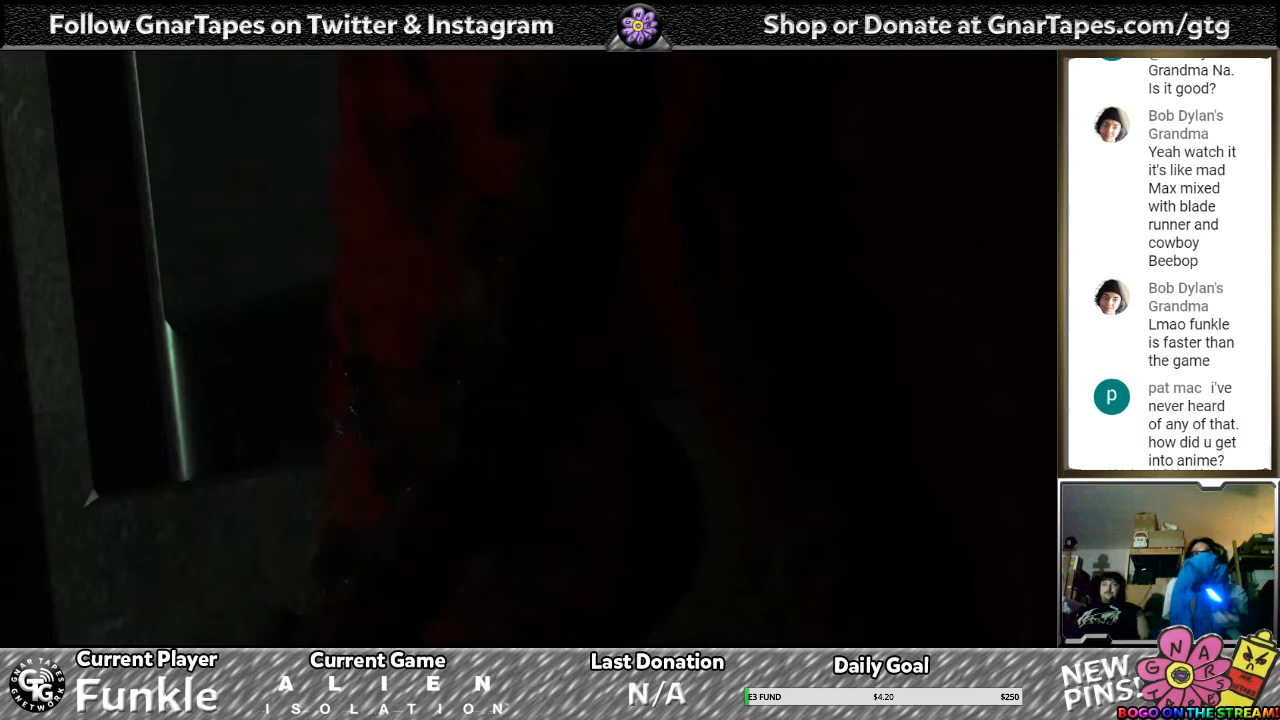 Follow GnarTapes on Twitter & Instagram
Shop or Donate at GnarTapes.com/gtg
Grandma Na.
Is it good?
Bob Dylan's
Grandma
Yeah watch it
it's like mad
Max mixed
with blade
runner and
cowboy
Beebop
Bob Dylan's
Grandma
Lmao funkle
is faster than
the game
p
pat mac i've
never heard
of any of that.
how did u get
into anime?
Current Player
Funkle
GNAR TAPES
GTG
GNETWORK
Current Game
ALIEN
ISOLATION
Last Donation
N/A
Daily Goal
E3 FUND $4.20 $250
NEW
PINS!
GNAR
BOGO ON THE STREAM!